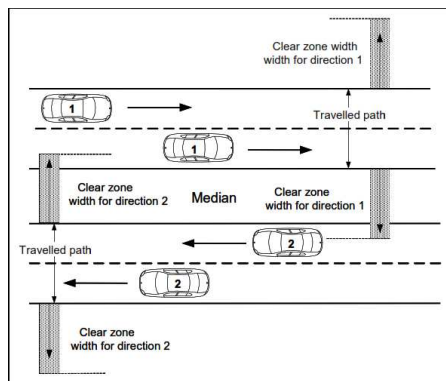 Clear zone width
width for direction 1
1
Travelled path
1
Clear zone
width for direction 2
Median
Clear zone
width for direction 1
2
Travelled path
2
Clear zone
width for direction 2